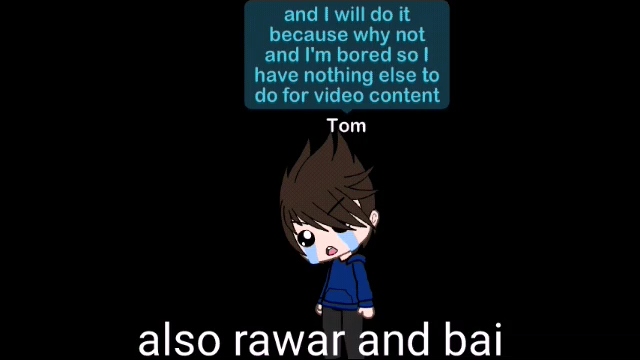 and I will do it
because why not
and I'm bored so I
have nothing else to
do for video content
Tom
also rawar and bai